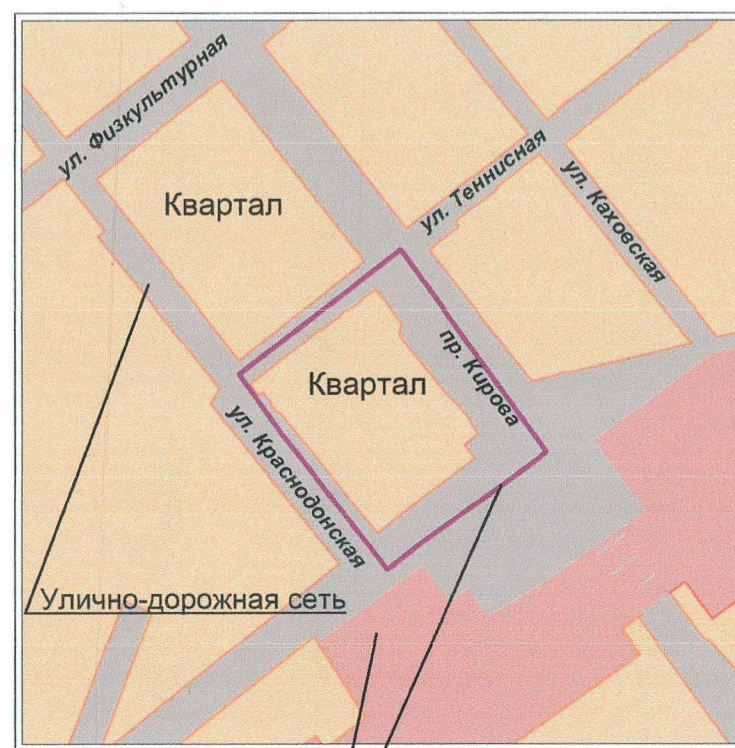 ул. Физкультурная
Квартал
ул. Теннисная
ул. Каховская
пр. Кирова
Квартал
ул. Краснодонская
Улично-дорожная сеть